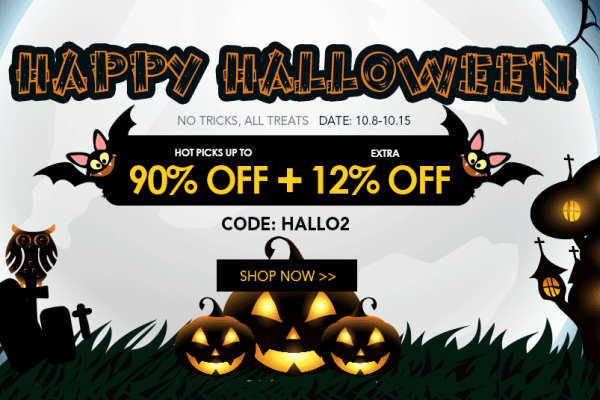 HAPPY HALLOWEEN
NO TRICKS, ALL TREATS DATE: 10.8-10.15
HOT PICKS UP TO EXTRA
90% OFF + 12% OFF
CODE: HALLO2
SHOP NOW >>